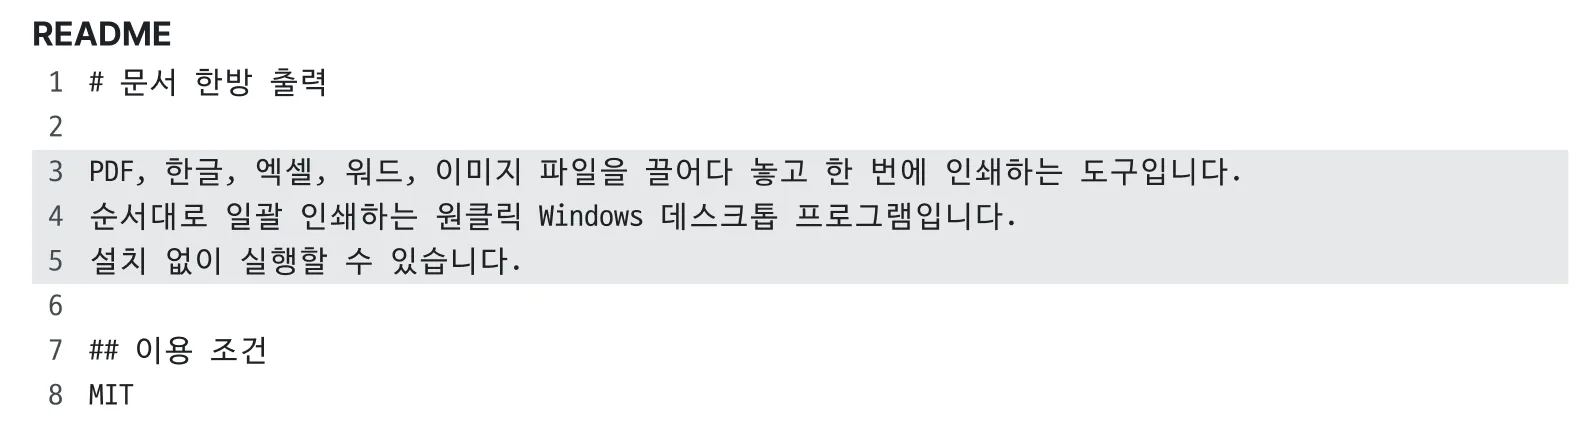 README
1 # 문서 한방 출력
2
3 PDF, 한글, 엑셀, 워드, 이미지 파일을 끌어다 놓고 한 번에 인쇄하는 도구입니다.
4 순서대로 일괄 인쇄하는 원클릭 Windows 데스크톱 프로그램입니다.
5 설치 없이 실행할 수 있습니다.
6
7 ## 이용 조건
8 MIT